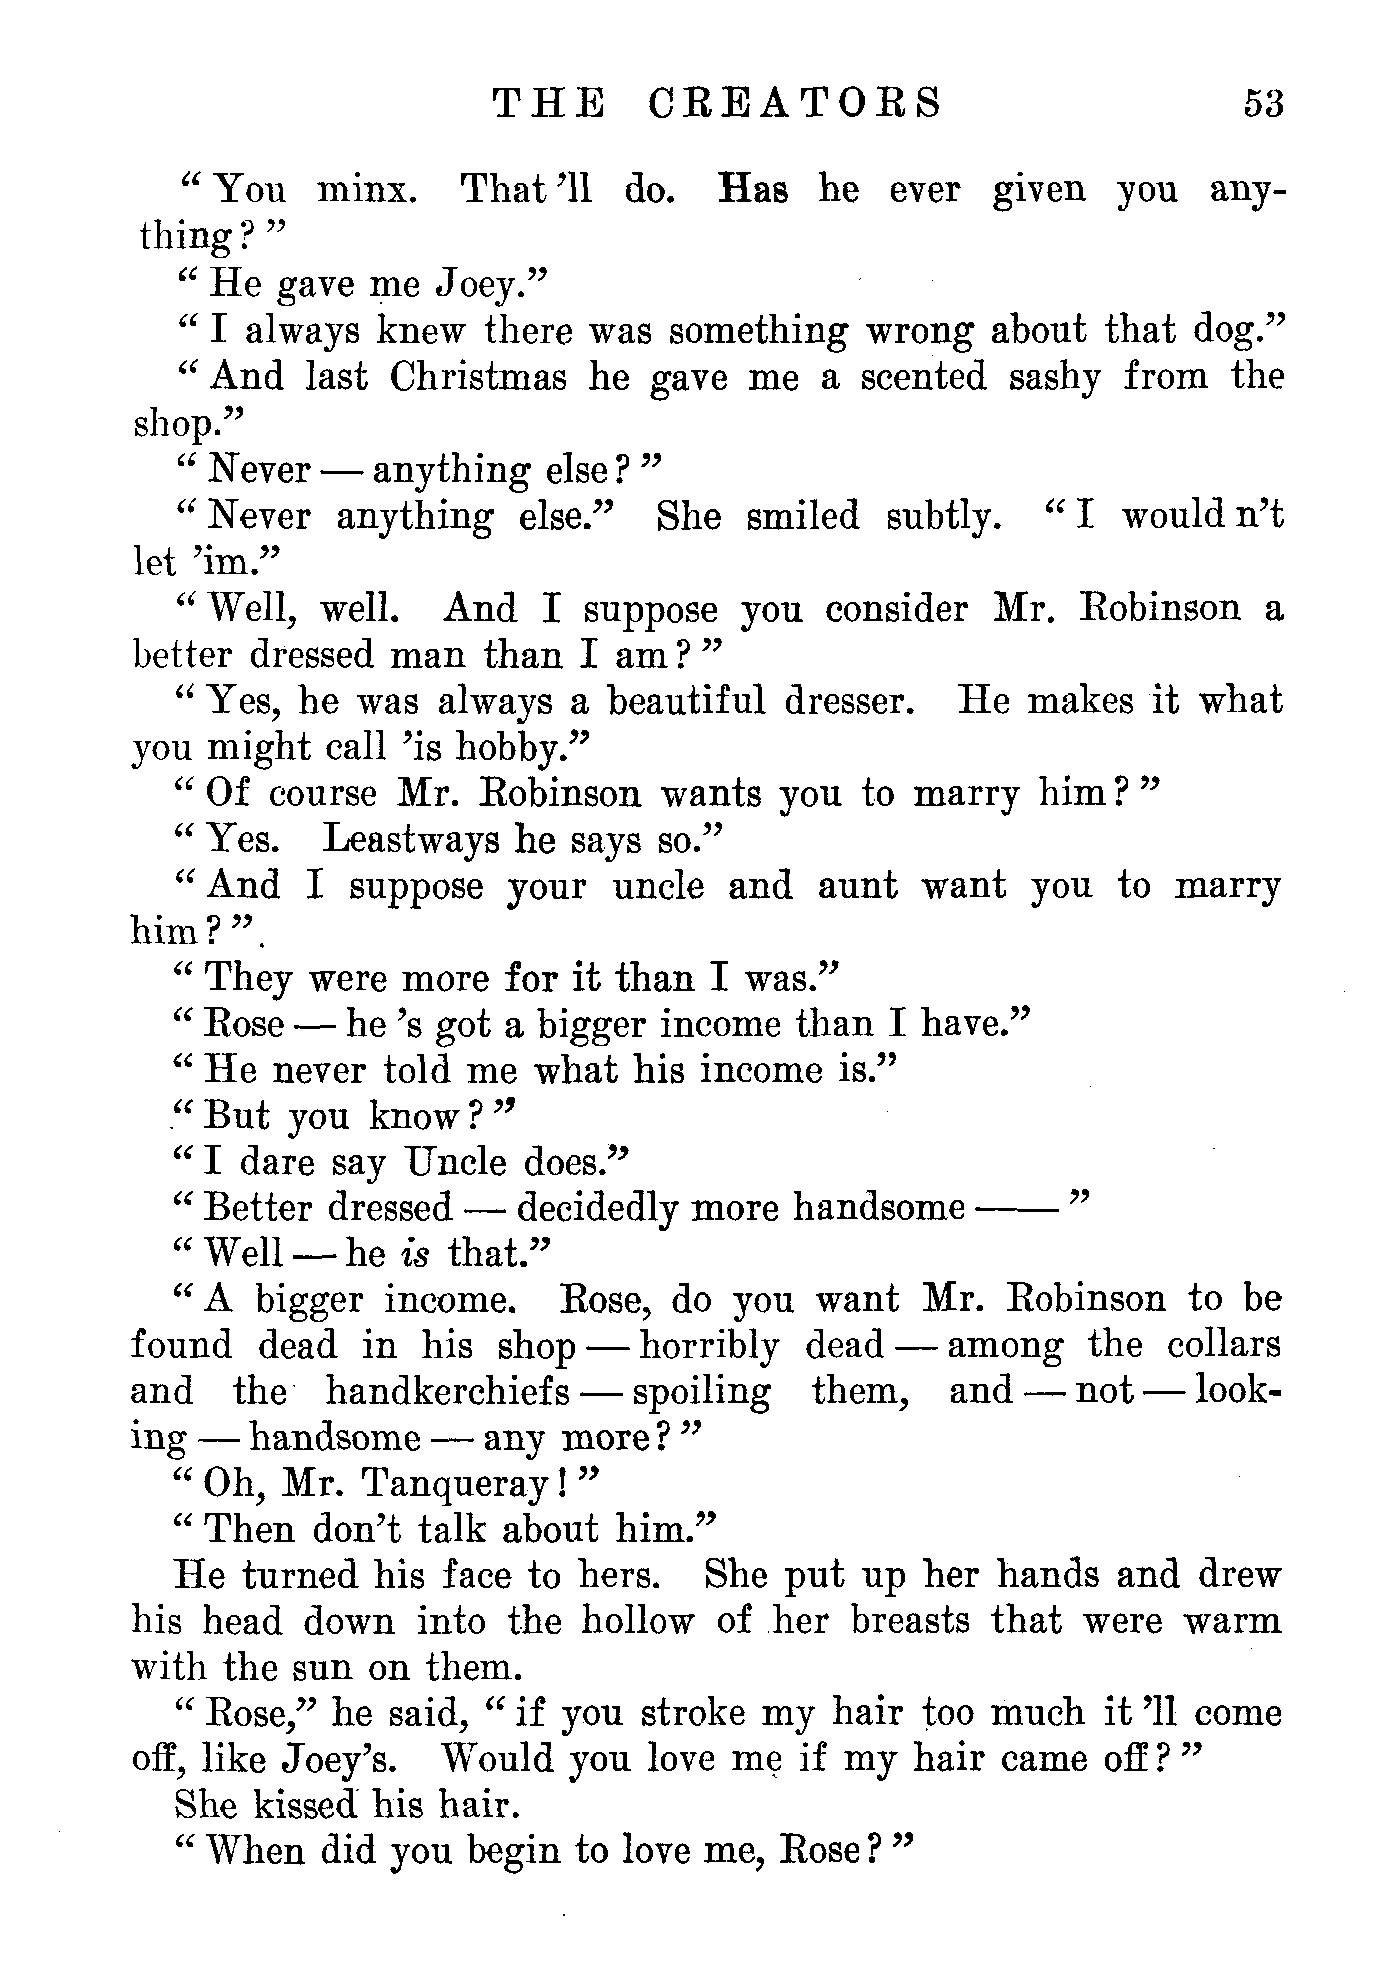 THE CREATORS 53
“ You minx. That ’ll do. Has he ever given you any-
thing? ”
“ He gave me Joey.”
“ I always knew there was something wrong about that dog.”
“ And last Christmas he gave me a scented sashy from the
shop.”
“ Never — anything else? ”
“ Never anything else.” She smiled subtly. “ I would n’t
let ’im.”
“ Well, well. And I suppose you consider Mr. Robinson a
better dressed man than I am? ”
“ Yes, he was always a beautiful dresser. He makes it what
you might call ’is hobby.”
“ Of course Mr. Robinson wants you to marry him? ”
“ Yes. Leastways he says so.”
“ And I suppose your uncle and aunt want you to marry
him? ”.
“ They were more for it than I was.”
“ Rose — he ’s got a bigger income than I have.”
“ He never told me what his income is.”
“ But you know? ”
“ I dare say Uncle does.”
“ Better dressed — decidedly more handsome —— ”
“ Well — he is that.”
“ A bigger income. Rose, do you want Mr. Robinson to be
found dead in his shop — horribly dead — among the collars
and the handkerchiefs — spoiling them, and — not — look-
ing — handsome — any more? ”
“ Oh, Mr. Tanqueray! ”
“ Then don’t talk about him.”
He turned his face to hers. She put up her hands and drew
his head down into the hollow of her breasts that were warm
with the sun on them.
“ Rose,” he said, “ if you stroke my hair too much it ’ll come
off, like Joey’s. Would you love me if my hair came off? ”
She kissed his hair.
“ When did you begin to love me, Rose? ”